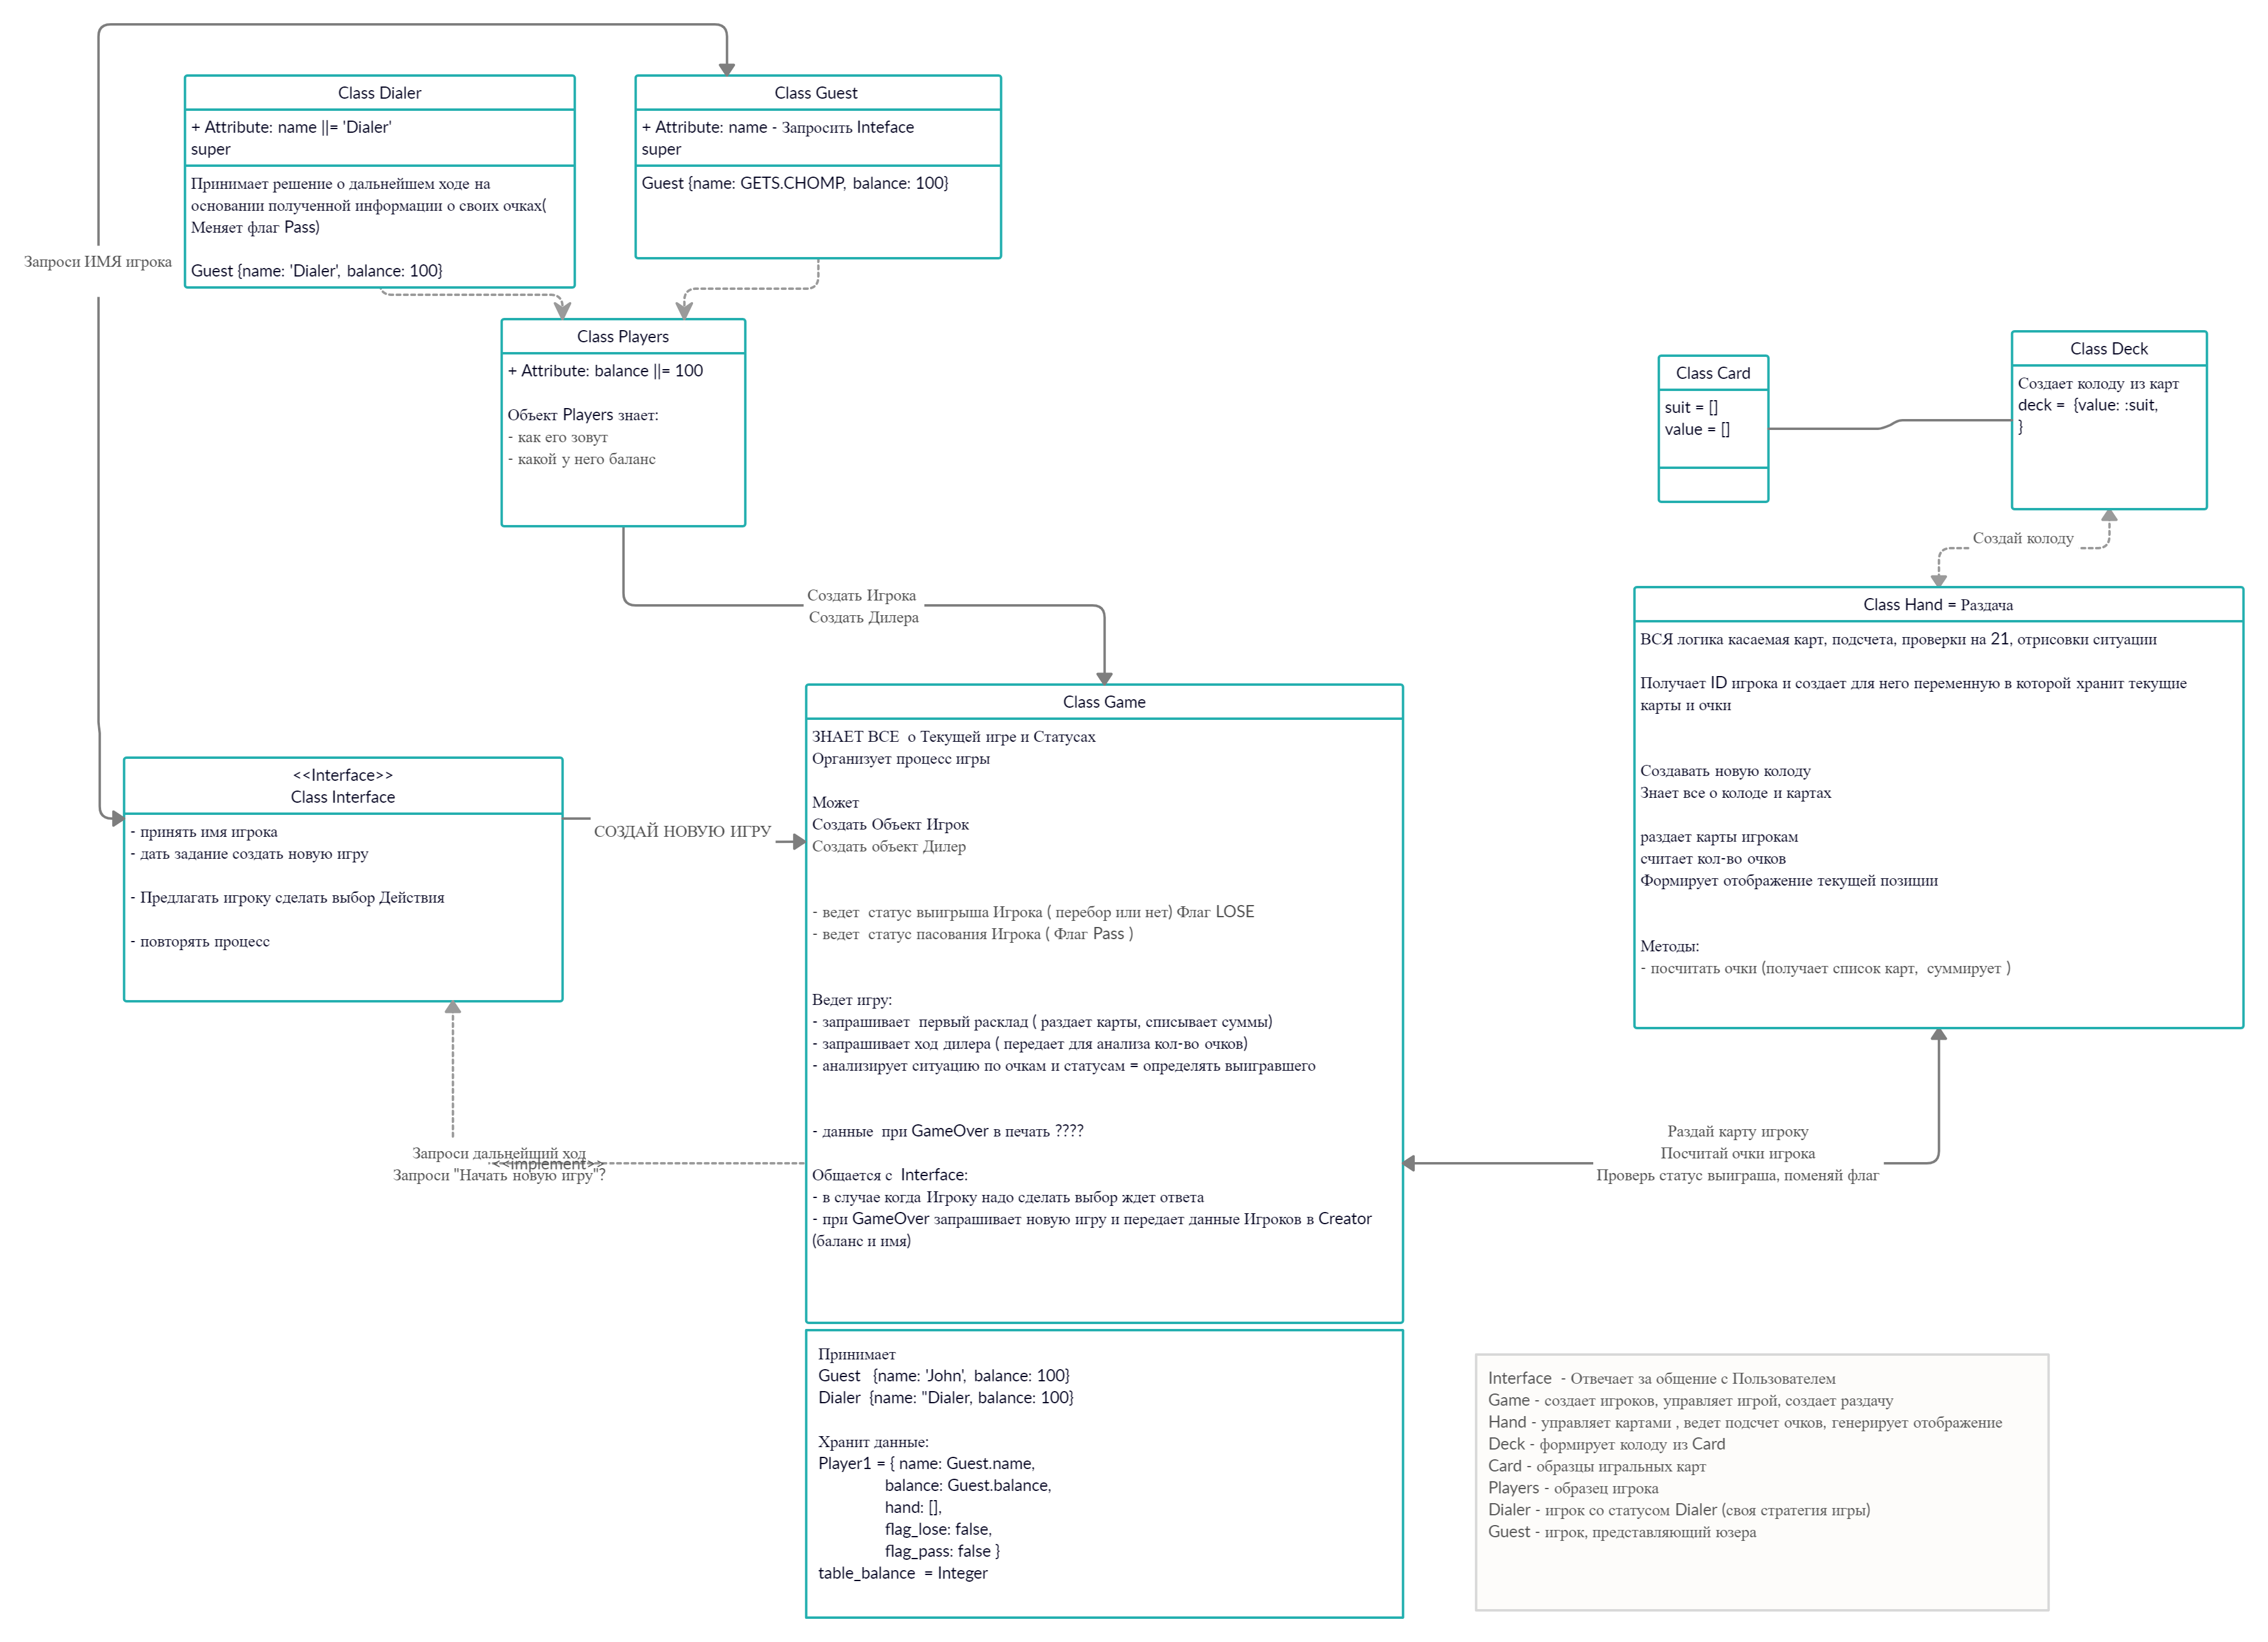 Class Dialer
+ Attribute: name ||= 'Dialer'
super
Принимает решение о дальнейшем ходе на
основании полученной информации о своих очках(
Меняет флаг Pass)
Guest {name: 'Dialer', balance: 100}
Class Guest
+ Attribute: name - Запросить Inteface
super
Guest {name: GETS.CHOMP, balance: 100}
Запроси ИМЯ игрока
Class Players
+ Attribute: balance ||= 100
Объект Players знает:
- как его зовут
- какой у него баланс
Class Card
suit = []
value = []
Class Deck
Создает колоду из карт
deck = {value: :suit,
}
Создай колоду
Создать Игрока
Создать Дилера
Class Hand = Раздача
ВСЯ логика касаемая карт, подсчета, проверки на 21, отрисовки ситуации
Получает ID игрока и создает для него переменную в которой хранит текущие
карты и очки
Создавать новую колоду
Знает все о колоде и картах
раздает карты игрокам
считает кол-во очков
Формирует отображение текущей позиции
Методы:
- посчитать очки (получает список карт, суммирует )
<<Interface>>
Class Interface
- принять имя игрока
- дать задание создать новую игру
- Предлагать игроку сделать выбор Действия
- повторять процесс
СОЗДАЙ НОВУЮ ИГРУ
Class Game
ЗНАЕТ ВСЕ о Текущей игре и Статусах
Организует процесс игры
Может
Создать Объект Игрок
Создать объект Дилер
- ведет статус выигрыша Игрока ( перебор или нет) Флаг LOSE
- ведет статус пасования Игрока ( Флаг Pass )
Ведет игру:
- запрашивает первый расклад ( раздает карты, списывает суммы)
- запрашивает ход дилера ( передает для анализа кол-во очков)
- анализирует ситуацию по очкам и статусам = определять выигравшего
- данные при GameOver в печать ????
Общается с Interface:
- в случае когда Игроку надо сделать выбор ждет ответа
- при GameOver запрашивает новую игру и передает данные Игроков в Creator
(баланс и имя)
Запроси дальнейший ход
<<implement>>
Запроси "Начать новую игру"?
Раздай карту игроку
Посчитай очки игрока
Проверь статус выиграша, поменяй флаг
Принимает
Guest {name: 'John', balance: 100}
Dialer {name: "Dialer, balance: 100}
Хранит данные:
Player1 = { name: Guest.name,
balance: Guest.balance,
hand: [],
flag_lose: false,
flag_pass: false }
table_balance = Integer
Interface - Отвечает за общение с Пользователем
Game - создает игроков, управляет игрой, создает раздачу
Hand - управляет картами , ведет подсчет очков, генерирует отображение
Deck - формирует колоду из Card
Card - образцы игральных карт
Players - образец игрока
Dialer - игрок со статусом Dialer (своя стратегия игры)
Guest - игрок, представляющий юзера